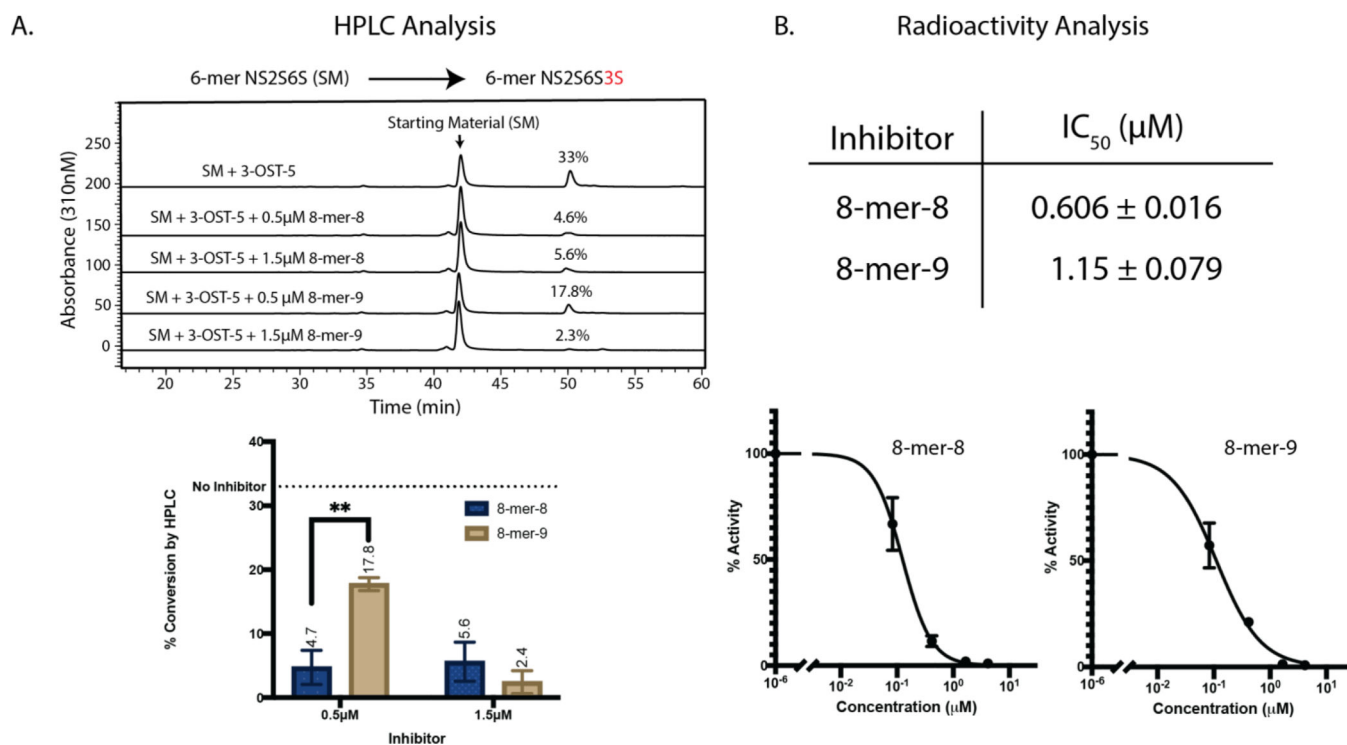 A.
HPLC Analysis
6-mer NS2S6S (SM)
6-mer NS2S6S3S
Starting Material (SM)
Absorbance (310nM)
250
200
150
100
50
0
SM + 3-OST-5
33%
SM + 3-OST-5 + 0.5µM 8-mer-8
4.6%
SM + 3-OST-5 + 1.5µM 8-mer-8
5.6%
SM + 3-OST-5 + 0.5 µM 8-mer-9
17.8%
SM + 3-OST-5 + 1.5µM 8-mer-9
2.3%
20 25 30 35 40 45 50 55 60
Time (min)
% Conversion by HPLC
40
30
20
10
0
No Inhibitor
**
8-mer-8
8-mer-9
4.7
17.8
5.6
2.4
0.5µM 1.5µM
Inhibitor
B.
Radioactivity Analysis
Inhibitor IC50 (µM)
8-mer-8 0.606 ± 0.016
8-mer-9 1.15 ± 0.079
8-mer-8
% Activity
100
50
0
10-6 10-2 10-1 100 101
Concentration (µM)
8-mer-9
% Activity
100
50
0
10-6 10-2 10-1 100 101
Concentration (µM)